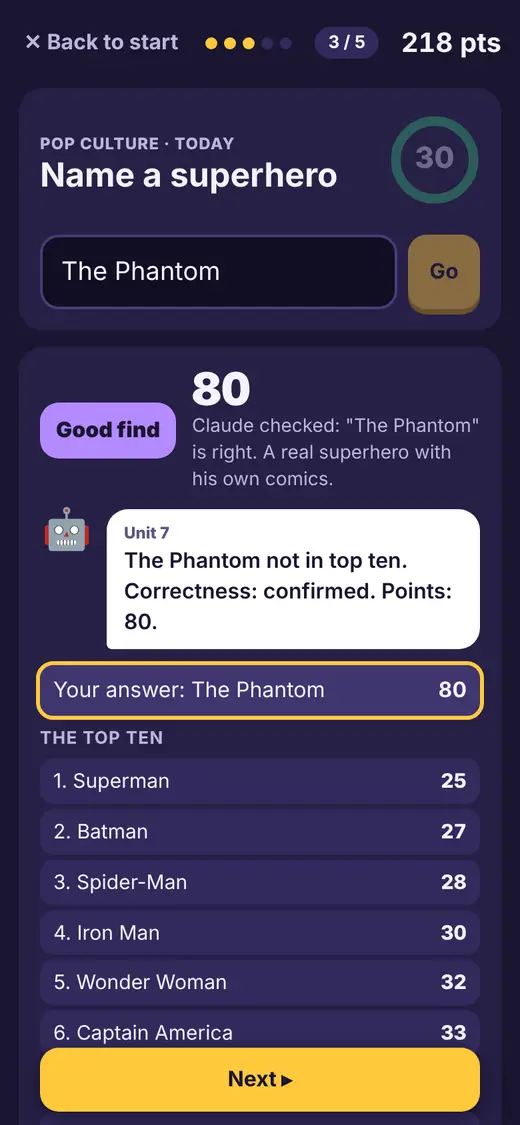 ✕ Back to start
3 / 5
218 pts
POP CULTURE · TODAY
Name a superhero
30
The Phantom
Go
Good find
80
Claude checked: "The Phantom"
is right. A real superhero with
his own comics.
Unit 7
The Phantom not in top ten.
Correctness: confirmed. Points:
80.
Your answer: The Phantom 80
THE TOP TEN
1. Superman 25
2. Batman 27
3. Spider-Man 28
4. Iron Man 30
5. Wonder Woman 32
6. Captain America 33
Next ▸